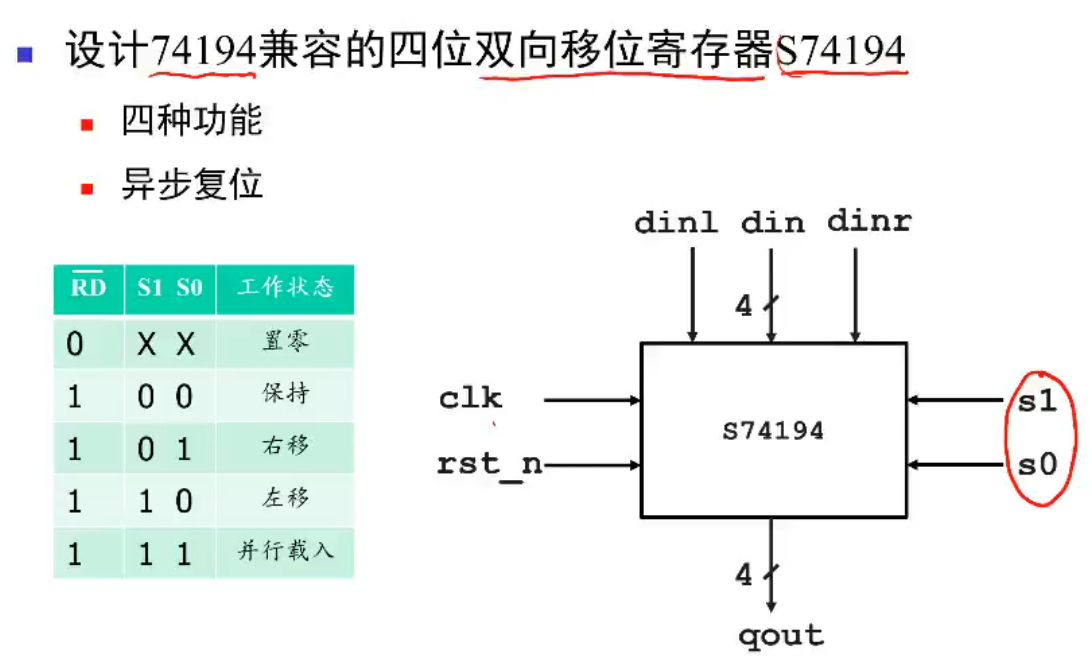 设计74194兼容的四位双向移位寄存器S74194
四种功能
异步复位
RD S1 S0 工作状态
0 X X 置零
1 0 0 保持
1 0 1 右移
1 1 0 左移
1 1 1 并行载入
dinl din dinr
4
clk
rst_n
S74194
s1
s0
4
qout